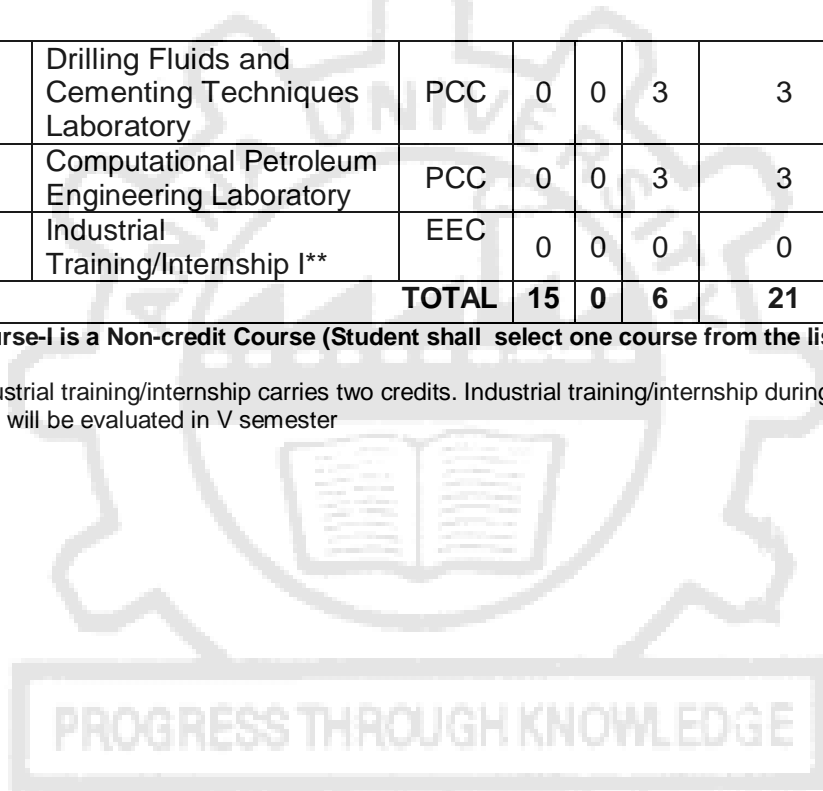 Drilling Fluids and
Cementing Techniques PCC 0 0 3 3
Laboratory
Computational Petroleum
Engineering Laboratory PCC 0 0 3 3
Industrial EEC
Training/Internship I** 0 0 0 0
TOTAL 15 0 6 21
urse-I is a Non-credit Course (Student shall select one course from the lis
ustrial training/internship carries two credits. Industrial training/internship during
will be evaluated in V semester
UNIVERSITY
PROGRESS THROUGH KNOWLEDGE